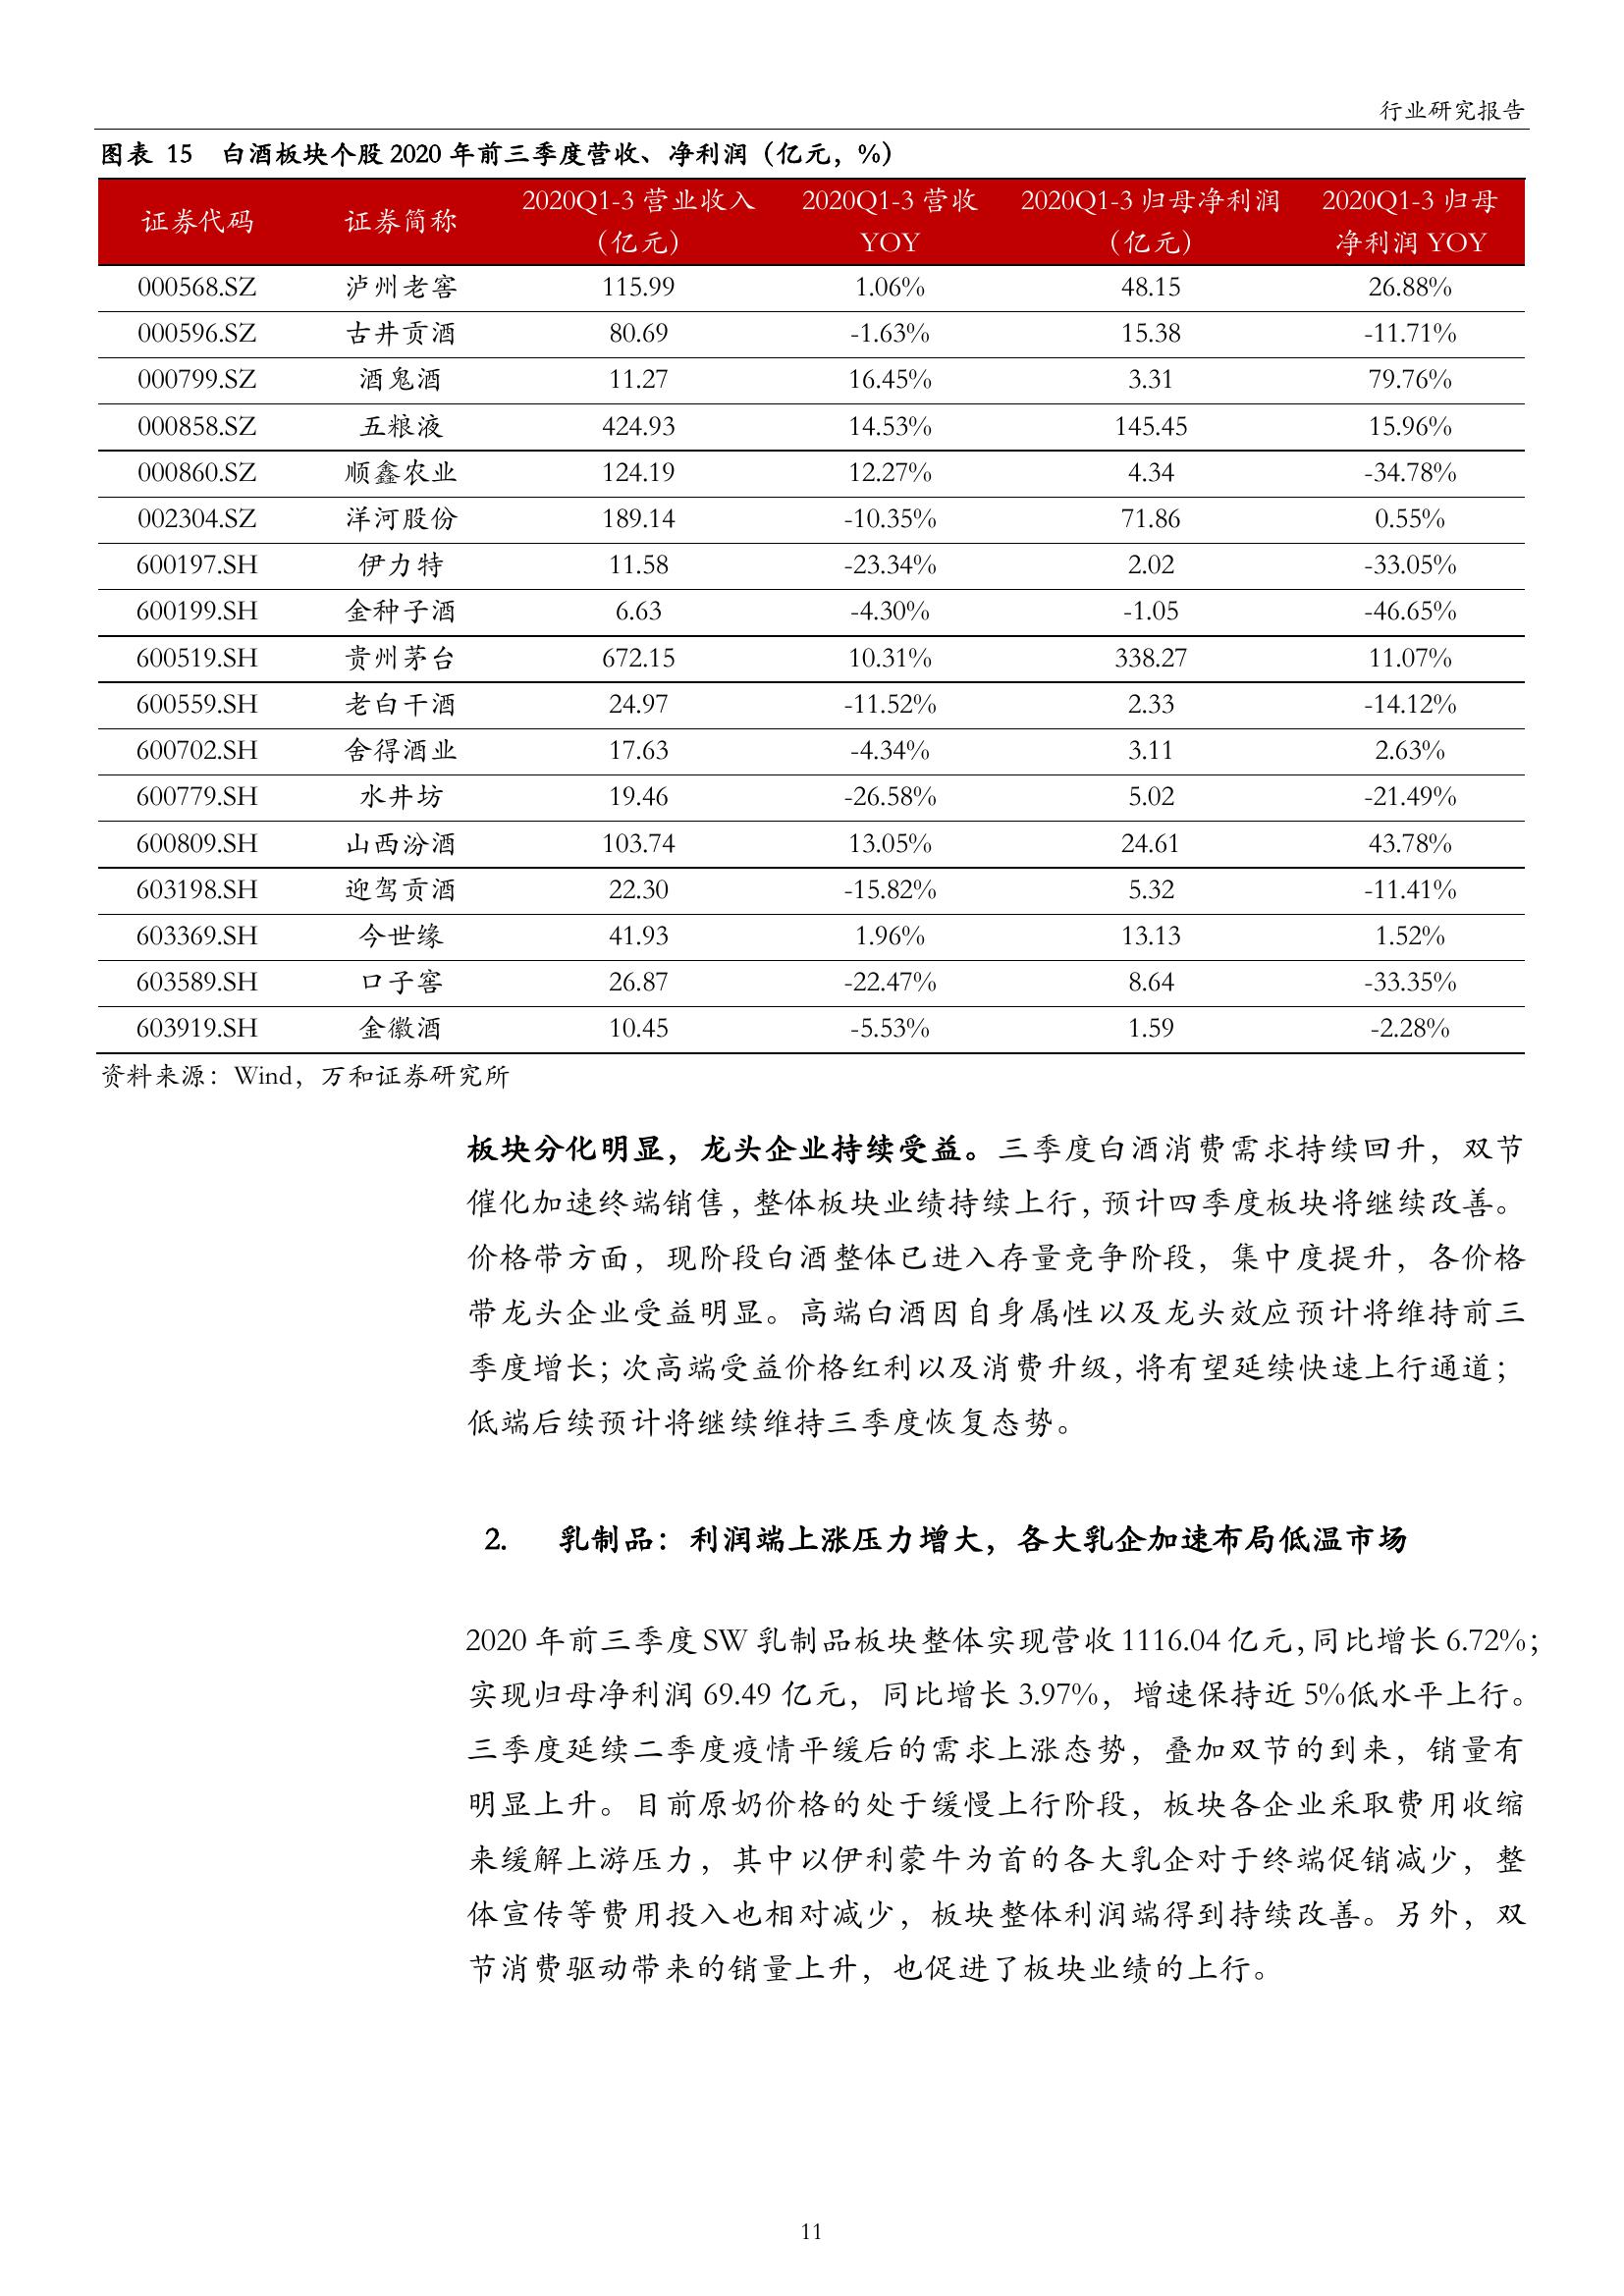 行业研究报告
图表 15 白酒板块个股 2020 年前三季度营收、净利润（亿元，%）
证券代码 证券简称 2020Q1-3 营业收入（亿元） 2020Q1-3 营收 YOY 2020Q1-3 归母净利润（亿元） 2020Q1-3 归母净利润 YOY
000568.SZ 泸州老窖 115.99 1.06% 48.15 26.88%
000596.SZ 古井贡酒 80.69 -1.63% 15.38 -11.71%
000799.SZ 酒鬼酒 11.27 16.45% 3.31 79.76%
000858.SZ 五粮液 424.93 14.53% 145.45 15.96%
000860.SZ 顺鑫农业 124.19 12.27% 4.34 -34.78%
002304.SZ 洋河股份 189.14 -10.35% 71.86 0.55%
600197.SH 伊力特 11.58 -23.34% 2.02 -33.05%
600199.SH 金种子酒 6.63 -4.30% -1.05 -46.65%
600519.SH 贵州茅台 672.15 10.31% 338.27 11.07%
600559.SH 老白干酒 24.97 -11.52% 2.33 -14.12%
600702.SH 舍得酒业 17.63 -4.34% 3.11 2.63%
600779.SH 水井坊 19.46 -26.58% 5.02 -21.49%
600809.SH 山西汾酒 103.74 13.05% 24.61 43.78%
603198.SH 迎驾贡酒 22.30 -15.82% 5.32 -11.41%
603369.SH 今世缘 41.93 1.96% 13.13 1.52%
603589.SH 口子窖 26.87 -22.47% 8.64 -33.35%
603919.SH 金徽酒 10.45 -5.53% 1.59 -2.28%
资料来源：Wind，万和证券研究所
板块分化明显，龙头企业持续受益。三季度白酒消费需求持续回升，双节
催化加速终端销售，整体板块业绩持续上行，预计四季度板块将继续改善。
价格带方面，现阶段白酒整体已进入存量竞争阶段，集中度提升，各价格
带龙头企业受益明显。高端白酒因自身属性以及龙头效应预计将维持前三
季度增长；次高端受益价格红利以及消费升级，将有望延续快速上行通道；
低端后续预计将继续维持三季度恢复态势。
2. 乳制品：利润端上涨压力增大，各大乳企加速布局低温市场
2020 年前三季度 SW 乳制品板块整体实现营收 1116.04 亿元，同比增长 6.72%；
实现归母净利润 69.49 亿元，同比增长 3.97%，增速保持近 5%低水平上行。
三季度延续二季度疫情平缓后的需求上涨态势，叠加双节的到来，销量有
明显上升。目前原奶价格的处于缓慢上行阶段，板块各企业采取费用收缩
来缓解上游压力，其中以伊利蒙牛为首的各大乳企对于终端促销减少，整
体宣传等费用投入也相对减少，板块整体利润端得到持续改善。另外，双
节消费驱动带来的销量上升，也促进了板块业绩的上行。
11